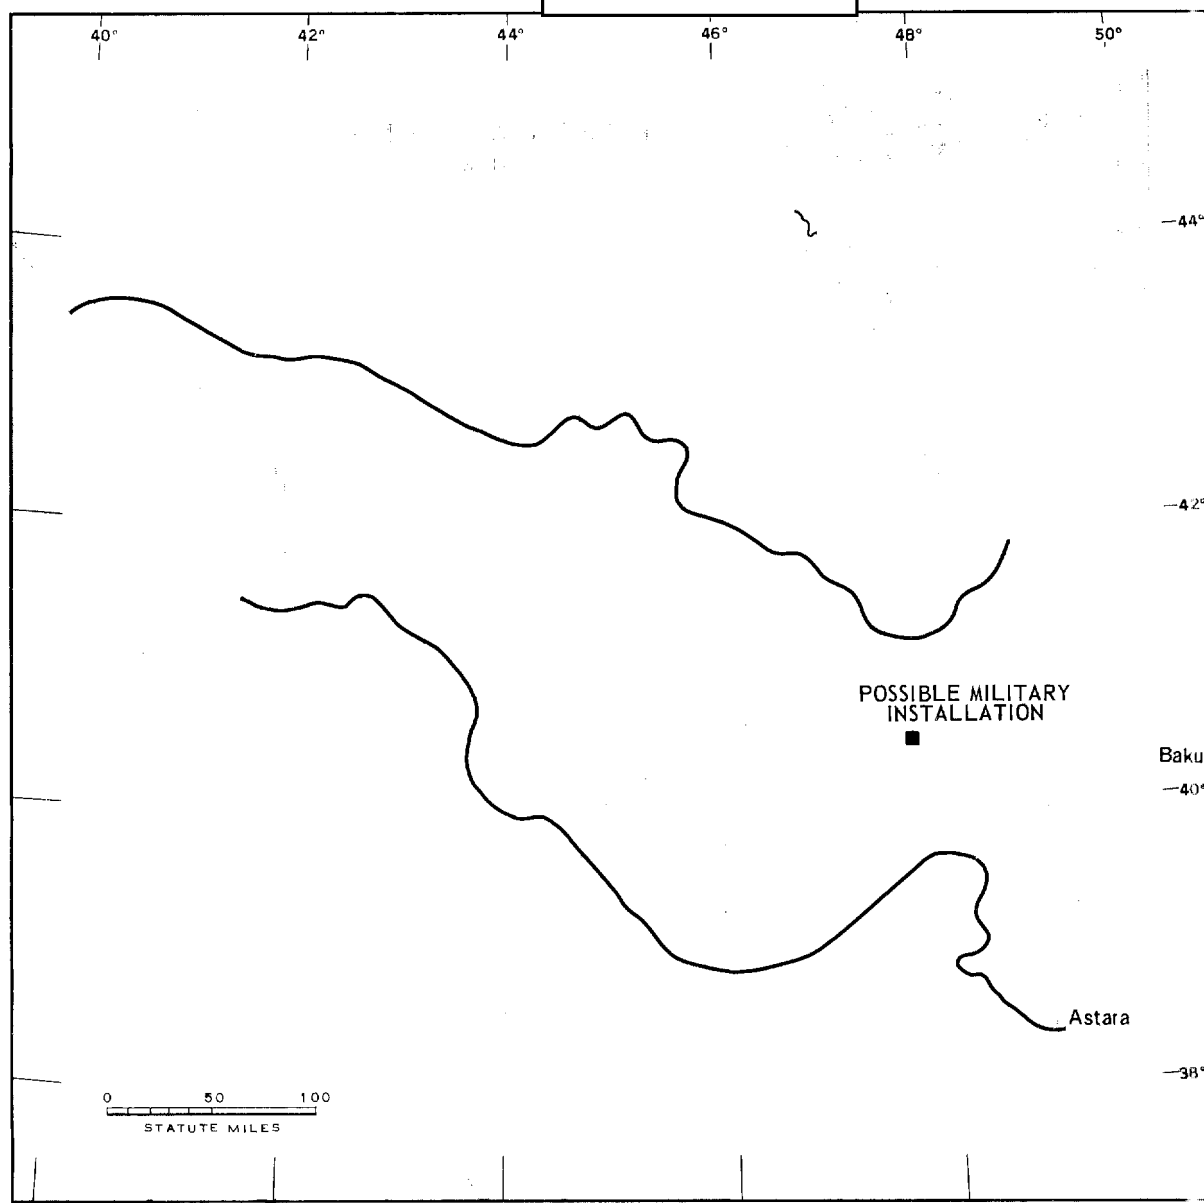 40° 42° 44° 46° 48° 50°
44°
42°
POSSIBLE MILITARY
INSTALLATION
Baku
40°
Astara
38°
0 50 100
STATUTE MILES